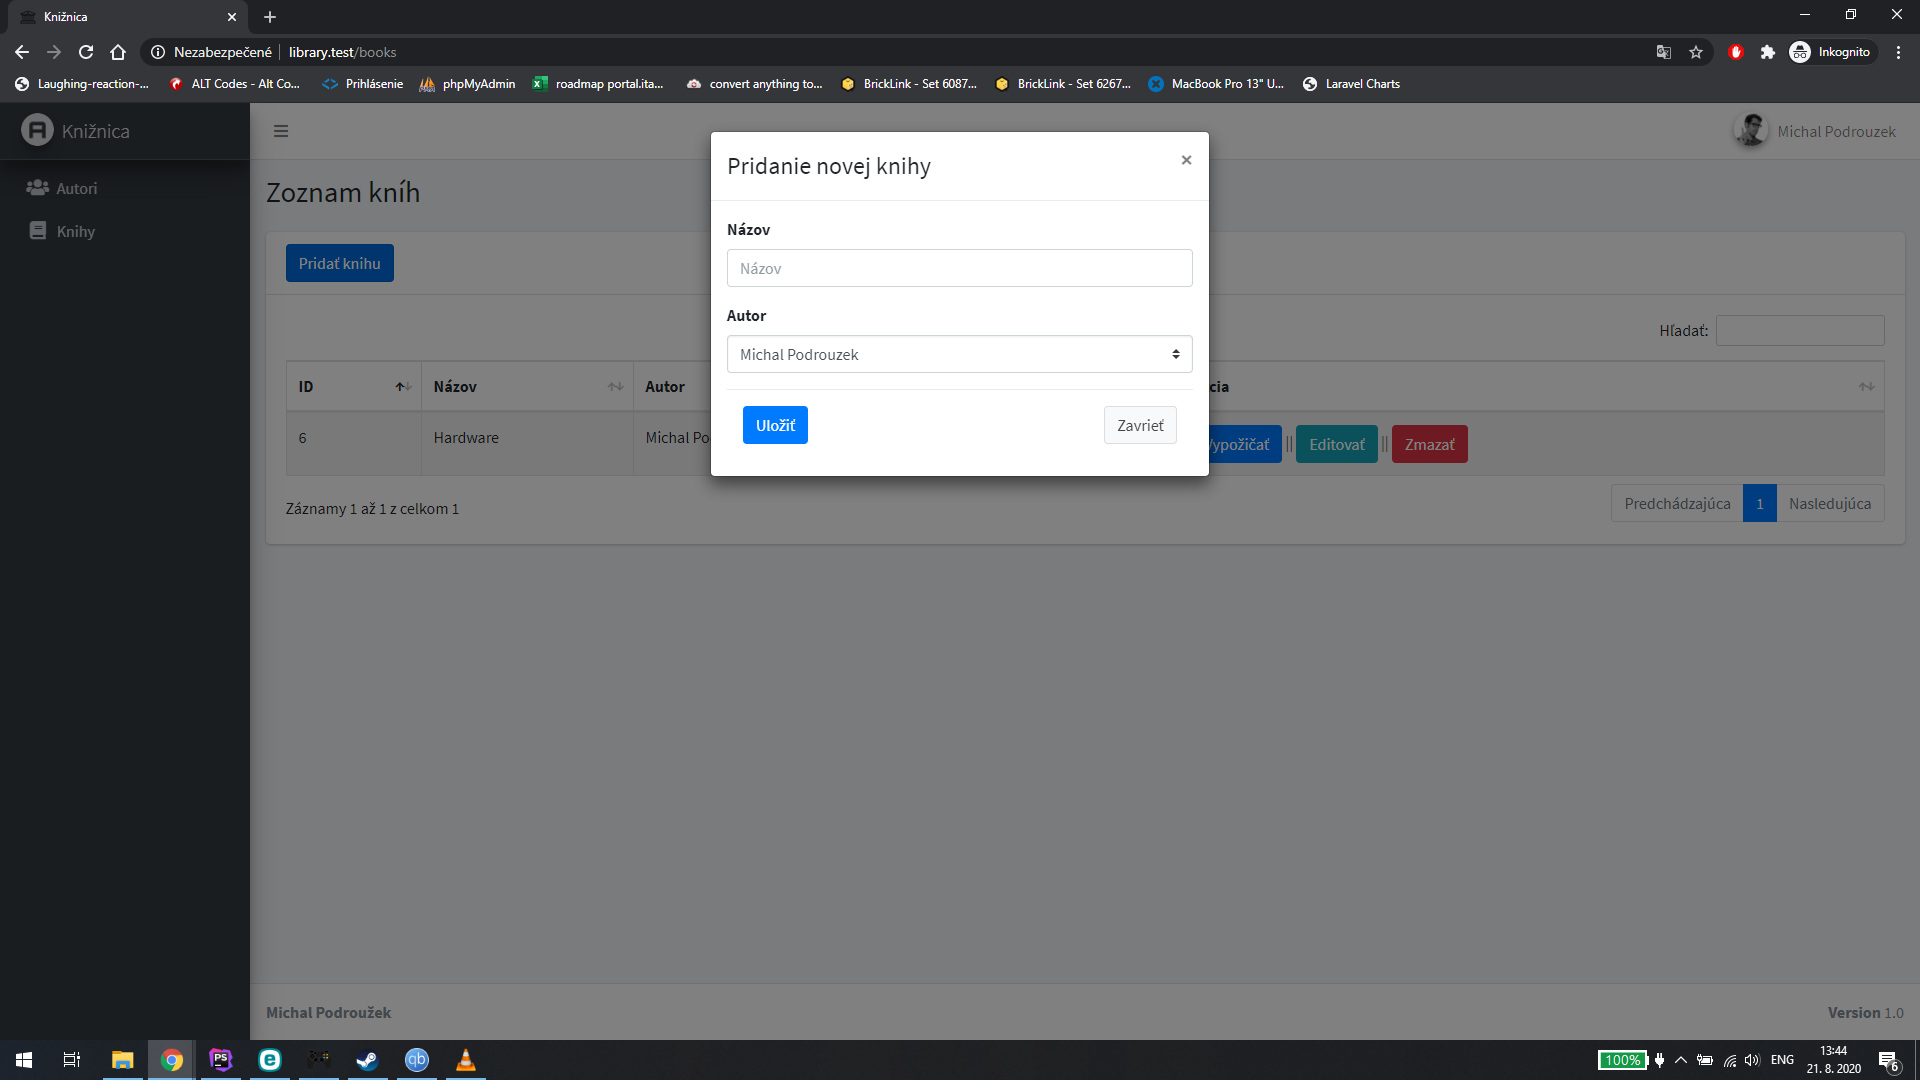 Knižnica
Nezabezpečené
library.test/books
Inkognito
Laughing-reaction-...
ALT Codes - Alt Co...
Prihlásenie
phpMyAdmin
roadmap portal.ita...
convert anything to...
BrickLink - Set 6087...
BrickLink - Set 6267...
MacBook Pro 13" U...
Laravel Charts
Knižnica
Michal Podrouzek
Autori
Knihy
Zoznam kníh
Pridať knihu
Hľadať:
ID
Názov
Autor
cia
6
Hardware
Michal Po
Vypožičať || Editovať || Zmazať
Záznamy 1 až 1 z celkom 1
Predchádzajúca
1
Nasledujúca
Pridanie novej knihy
×
Názov
Názov
Autor
Michal Podrouzek
Uložiť
Zavrieť
Michal Podroužek
Version 1.0
PS
e
qb
100%
ENG
13:44
21. 8. 2020
6